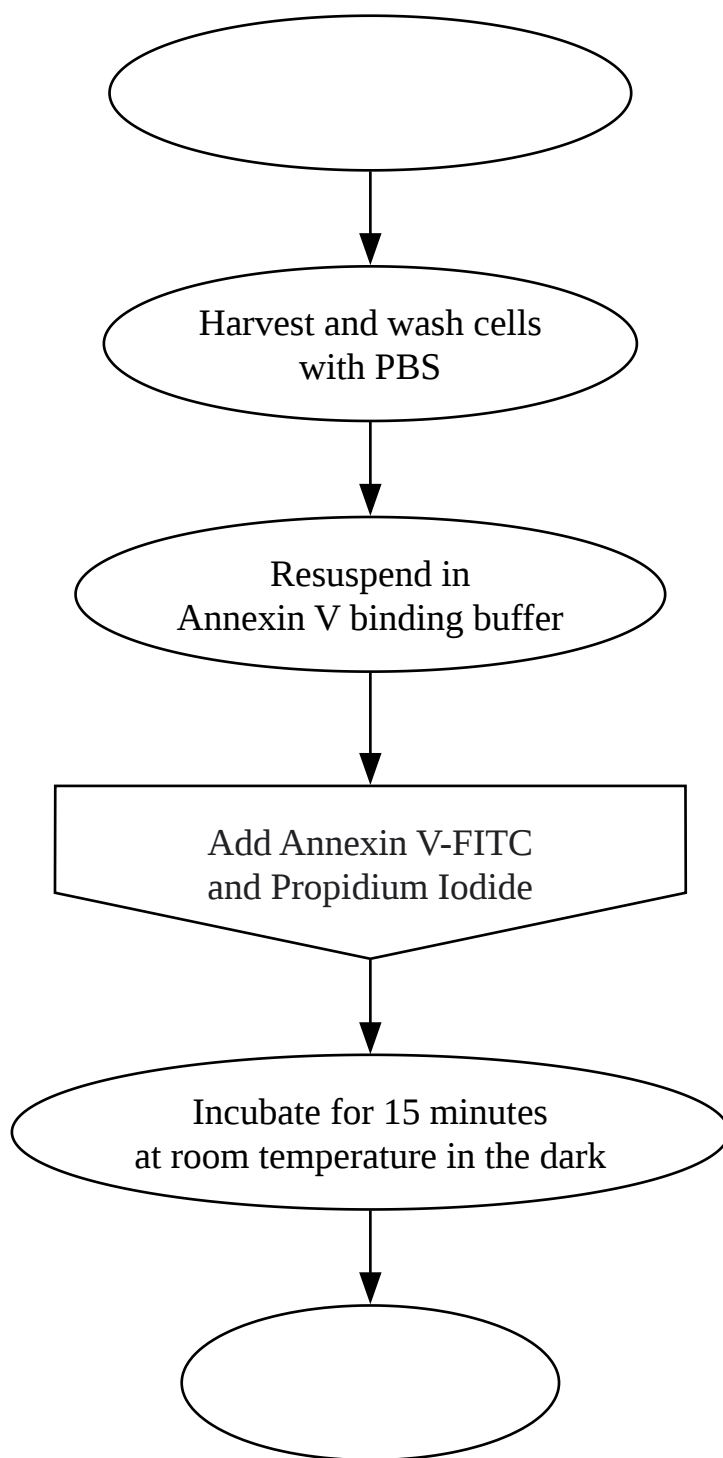 Harvest and wash cells
with PBS
Resuspend in
Annexin V binding buffer
Add Annexin V-FITC
and Propidium Iodide
Incubate for 15 minutes
at room temperature in the dark